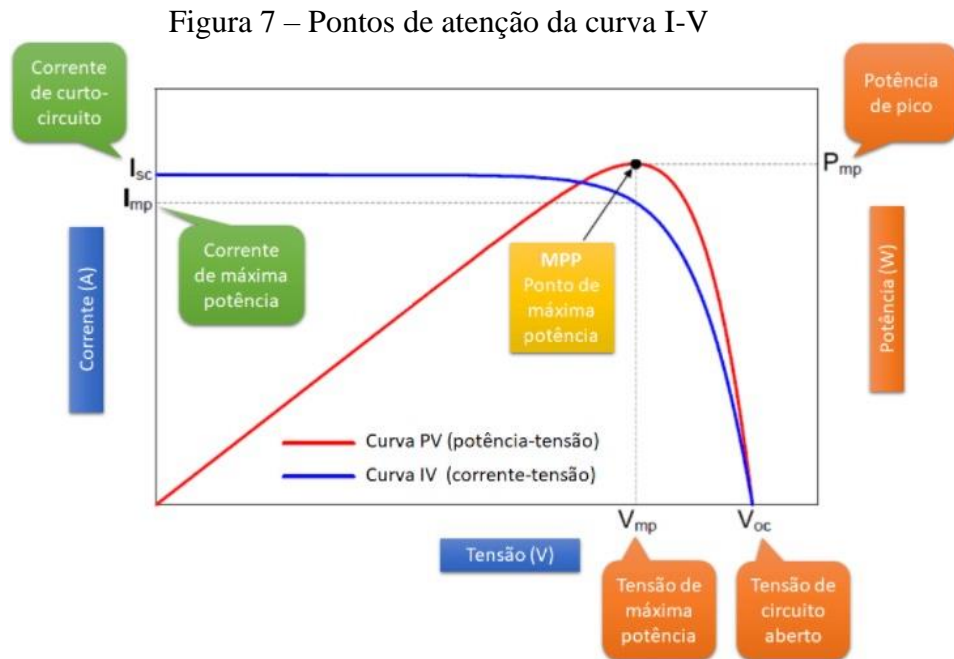 Figura 7 – Pontos de atenção da curva I-V
Corrente
de curto-
circuito
Potência
de pico
Isc
Pmp
Imp
Corrente
de máxima
potência
MPP
Ponto de
máxima
potência
Corrente (A)
Potência (W)
Curva PV (potência-tensão)
Curva IV (corrente-tensão)
Vmp
Voc
Tensão (V)
Tensão de
máxima
potência
Tensão de
circuito
aberto